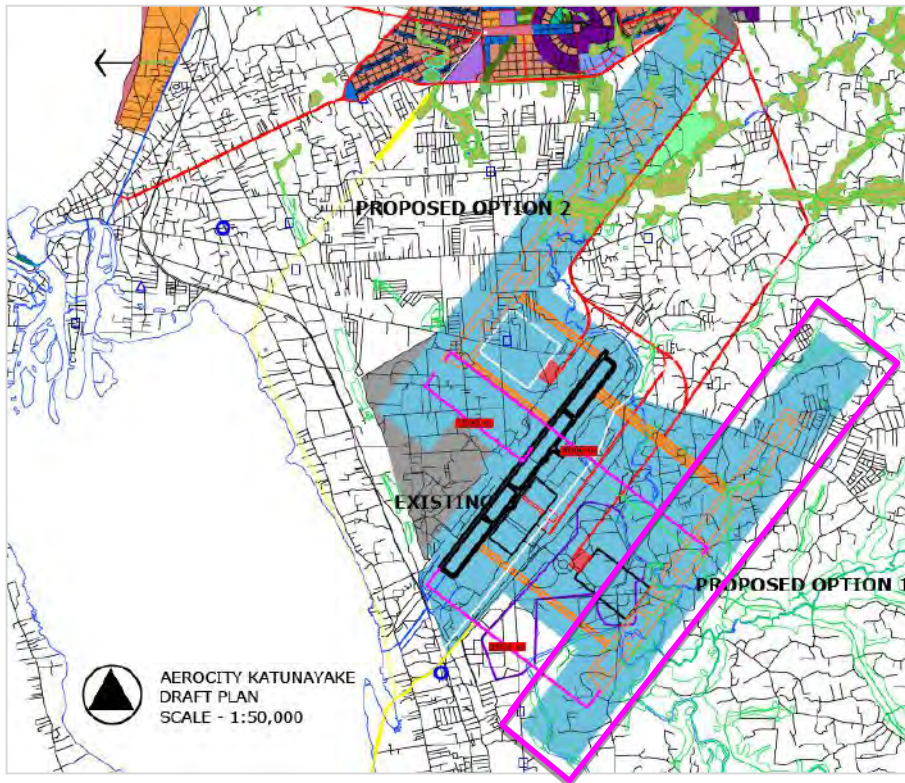 PROPOSED OPTION 2
EXISTING
PROPOSED OPTION 1
AEROCITY KATUNAYAKE
DRAFT PLAN
SCALE - 1:50,000